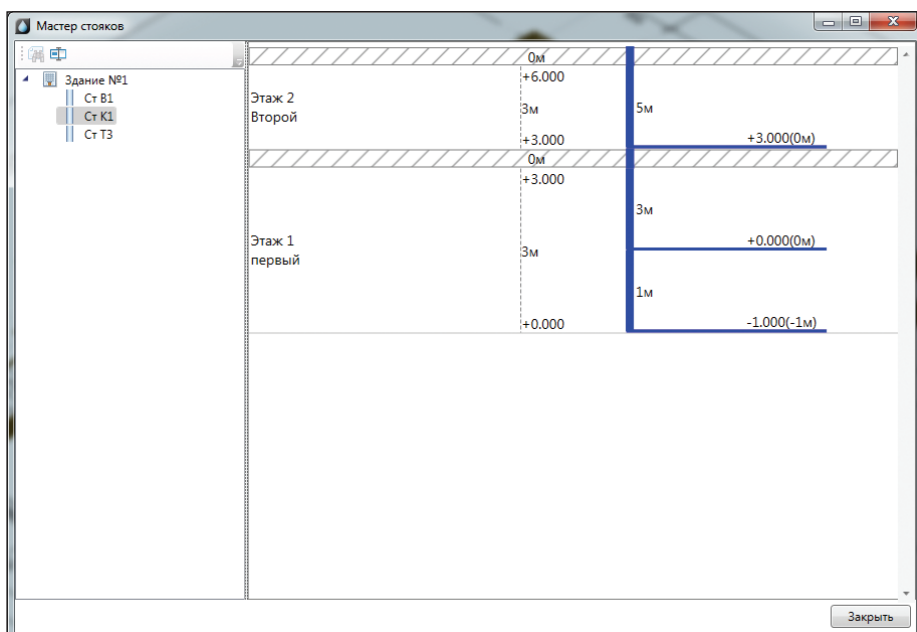 Мастер стояков
Здание №1
Ст В1
Ст К1
Ст Т3
0м
+6.000
Этаж 2
Второй
3м
5м
+3.000
+3.000(0м)
0м
+3.000
3м
Этаж 1
первый
3м
+0.000(0м)
1м
+0.000
-1.000(-1м)
Закрыть